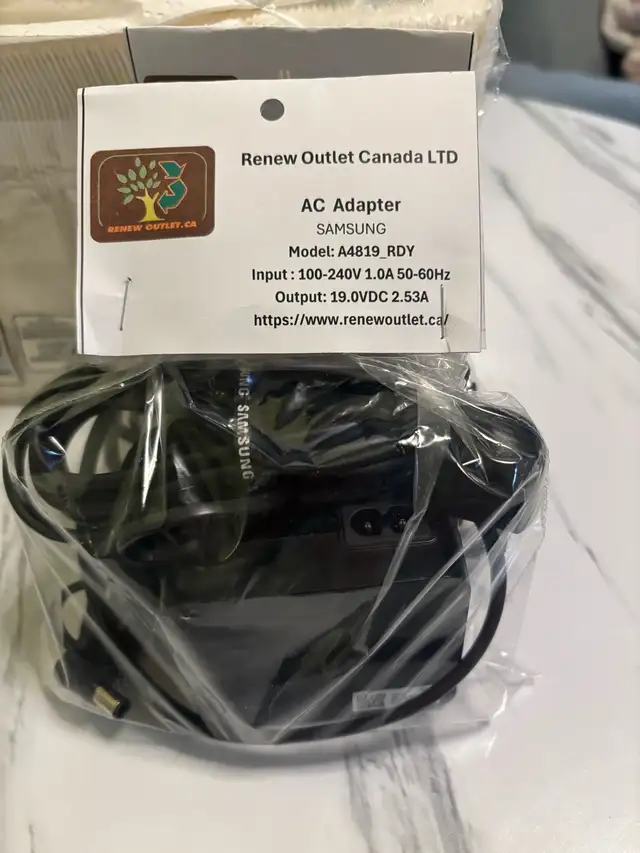 Renew Outlet Canada LTD
RENEW OUTLET.CA
AC Adapter
SAMSUNG
Model: A4819_RDY
Input : 100-240V 1.0A 50-60Hz
Output: 19.0VDC 2.53A
https://www.renewoutlet.ca/
SAMSUNG